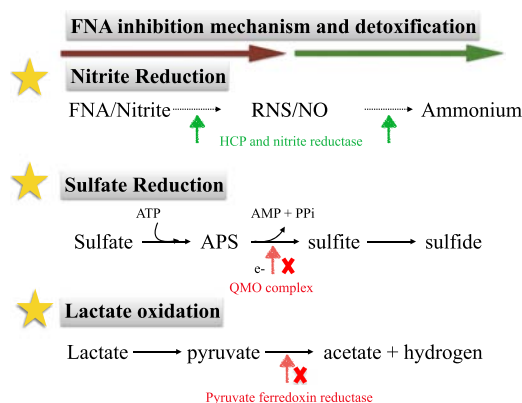 FNA inhibition mechanism and detoxification
Nitrite Reduction
FNA/Nitrite RNS/NO Ammonium
HCP and nitrite reductase
Sulfate Reduction
ATP AMP + PPi
Sulfate APS sulfite sulfide
e-
QMO complex
Lactate oxidation
Lactate pyruvate acetate + hydrogen
Pyruvate ferredoxin reductase